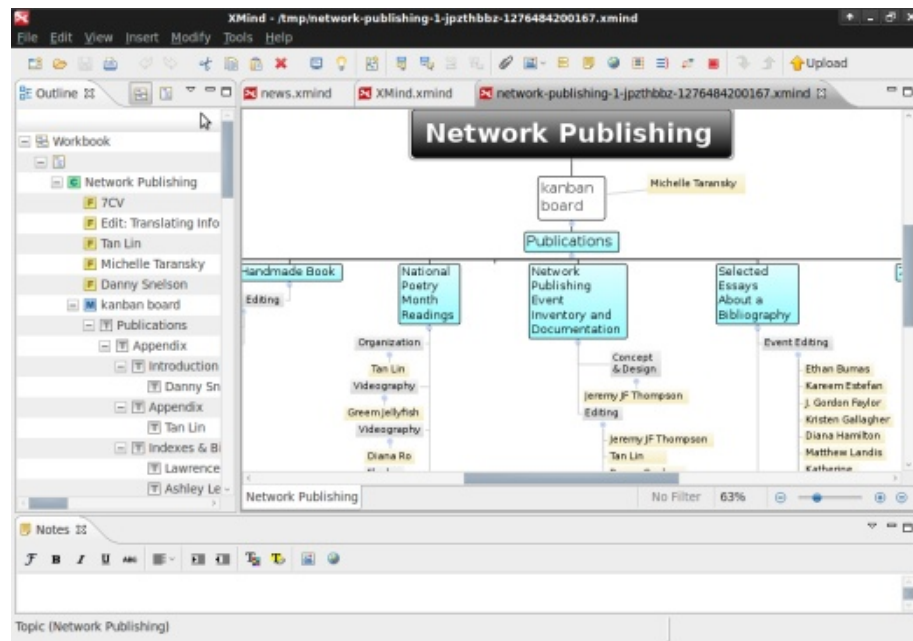 XMind - /tmp/network-publishing-1-jpzthbbz-1276484200167.xmind
File Edit View Insert Modify Tools Help
Upload
Outline
news.xmind
XMind.xmind
network-publishing-1-jpzthbbz-1276484200167.xmind
Workbook
Network Publishing
7CV
Edit: Translating Info
Tan Lin
Michelle Taransky
Danny Snelson
kanban board
Publications
Appendix
Introduction
Danny Sn
Appendix
Tan Lin
Indexes & Bi
Lawrence
Ashley Le
Network Publishing
kanban
board
Michelle Taransky
Publications
Handmade Book
Editing
National
Poetry
Month
Readings
Organization
Tan Lin
Videography
GreenJellyfish
Videography
Diana Ro
Network
Publishing
Event
Inventory and
Documentation
Concept
& Design
Jeremy JF Thompson
Editing
Jeremy JF Thompson
Tan Lin
Selected
Essays
About a
Bibliography
Event Editing
Ethan Bumas
Kareem Estefan
J. Gordon Faylor
Kristen Gallagher
Diana Hamilton
Matthew Landis
Katherine
Network Publishing
No Filter 63%
Notes
Topic (Network Publishing)